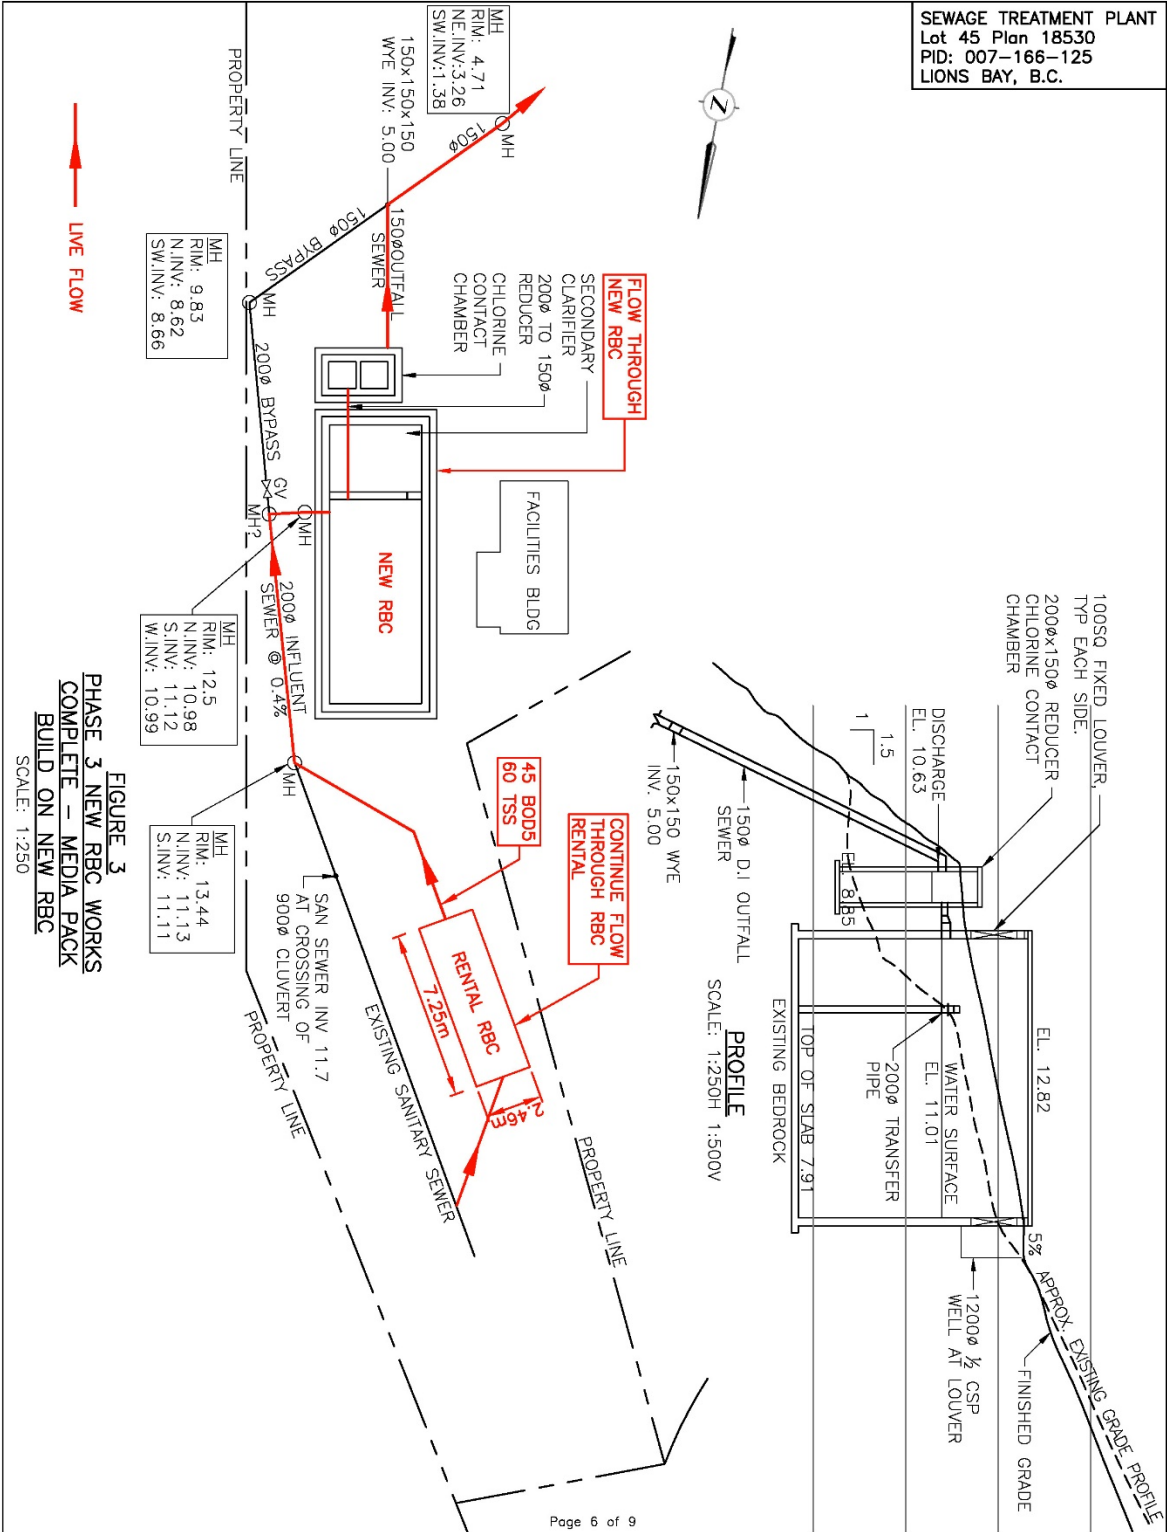 SEWAGE TREATMENT PLANT
Lot 45 Plan 18530
PID: 007-166-125
LIONS BAY, B.C.
MH
RIM: 4.71
NE.INV:3.26
SW.INV:1.38
150x150x150
WYE INV: 5.00
MH
150ø
150øOUTFALL
SEWER
150ø BYPASS
PROPERTY LINE
LIVE FLOW
MH
RIM: 9.83
N.INV: 8.62
SW.INV: 8.66
MH
200ø BYPASS
GV
MH?
MH
FLOW THROUGH
NEW RBC
SECONDARY
CLARIFIER
200ø TO 150ø
REDUCER
CHLORINE
CONTACT
CHAMBER
FACILITIES BLDG
NEW RBC
200ø INFLUENT
SEWER @ 0.4%
MH
MH
RIM: 12.5
N.INV: 10.98
S.INV: 11.12
W.INV: 10.99
MH
RIM: 13.44
N.INV: 11.13
S.INV: 11.11
45 BOD5
60 TSS
CONTINUE FLOW
THROUGH RBC
RENTAL
RENTAL RBC
7.25m
2.46m
SAN SEWER INV 11.7
AT CROSSING OF
900ø CLUVERT
EXISTING SANITARY SEWER
PROPERTY LINE
PROPERTY LINE
100SQ FIXED LOUVER,
TYP EACH SIDE.
200øx150ø REDUCER
CHLORINE CONTACT
CHAMBER
DISCHARGE
EL. 10.63
1.5
1
150x150 WYE
INV. 5.00
150ø D.I OUTFALL
SEWER
EL. 8.85
EL. 12.82
WATER SURFACE
EL. 11.01
200ø TRANSFER
PIPE
TOP OF SLAB 7.91
EXISTING BEDROCK
5%
APPROX. EXISTING GRADE PROFILE
FINISHED GRADE
1200ø ½ CSP
WELL AT LOUVER
PROFILE
SCALE: 1:250H 1:500V
FIGURE 3
PHASE 3 NEW RBC WORKS
COMPLETE - MEDIA PACK
BUILD ON NEW RBC
SCALE: 1:250
Page 6 of 9
N